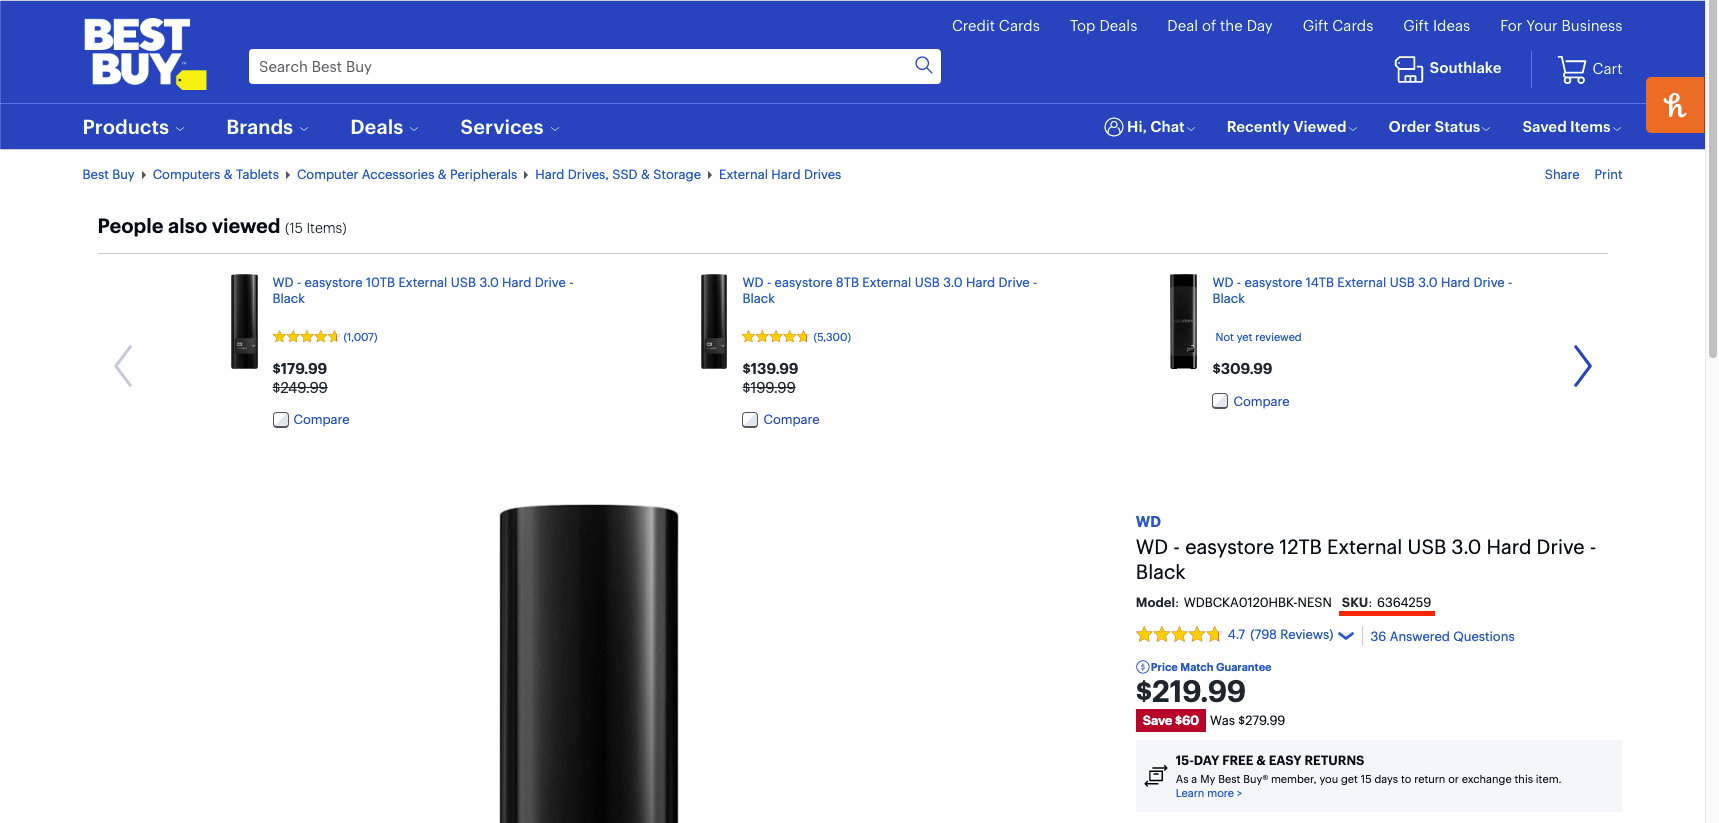 BEST
BUY
Credit Cards Top Deals Deal of the Day Gift Cards Gift Ideas For Your Business
Search Best Buy
Southlake Cart
Products Brands Deals Services
Hi, Chat Recently Viewed Order Status Saved Items
Best Buy Computers & Tablets Computer Accessories & Peripherals Hard Drives, SSD & Storage External Hard Drives
Share Print
People also viewed (15 Items)
WD - easystore 10TB External USB 3.0 Hard Drive -
Black
(1,007)
$179.99
$249.99
Compare
WD - easystore 8TB External USB 3.0 Hard Drive -
Black
(5,300)
$139.99
$199.99
Compare
WD - easystore 14TB External USB 3.0 Hard Drive -
Black
Not yet reviewed
$309.99
Compare
WD
WD - easystore 12TB External USB 3.0 Hard Drive -
Black
Model: WDBCKA0120HBK-NESN SKU: 6364259
4.7 (798 Reviews) 36 Answered Questions
Price Match Guarantee
$219.99
Save $60 Was $279.99
15-DAY FREE & EASY RETURNS
As a My Best Buy® member, you get 15 days to return or exchange this item.
Learn more >